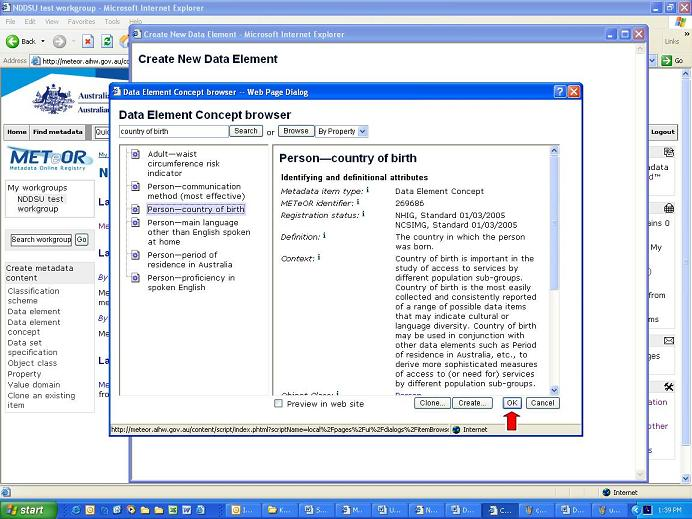 NDDSU test workgroup - Microsoft Internet Explorer
File Edit View Favorites Tools Help
Back
Address http://meteor.aihw.gov.au/co
Go
Links
Create New Data Element - Microsoft Internet Explorer
Create New Data Element
Australia
Home Find metadata Quic
Logout
METeOR
Metadata Online Registry
My workgroups
NDDSU test
workgroup
Search workgroup Go
Create metadata
content
Classification
scheme
Data element
Data element
concept
Data set
specification
Object class
Property
Value domain
Clone an existing
item
Data Element Concept browser -- Web Page Dialog
Data Element Concept browser
country of birth Search or Browse By Property
Adult—waist
circumference risk
indicator
Person—communication
method (most effective)
Person—country of birth
Person—main language
other than English spoken
at home
Person—period of
residence in Australia
Person—proficiency in
spoken English
Person—country of birth
Identifying and definitional attributes
Metadata item type: i Data Element Concept
METeOR identifier: i 269686
Registration status: i NHIG, Standard 01/03/2005
NCSIMG, Standard 01/03/2005
Definition: i The country in which the person
was born.
Context: i Country of birth is important in the
study of access to services by
different population sub-groups.
Country of birth is the most easily
collected and consistently reported
of a range of possible data items
that may indicate cultural or
language diversity. Country of birth
may be used in conjunction with
other data elements such as Period
of residence in Australia, etc., to
derive more sophisticated measures
of access to (or need for) services
by different population sub-groups.
Object Class: i Person
Preview in web site Clone... Create... OK Cancel
http://meteor.aihw.gov.au/content/script/index.phtml?scriptName=local%2Fpages%2Fui%2Fdialogs%2FitemBrowse Internet
Internet
start
1:39 PM